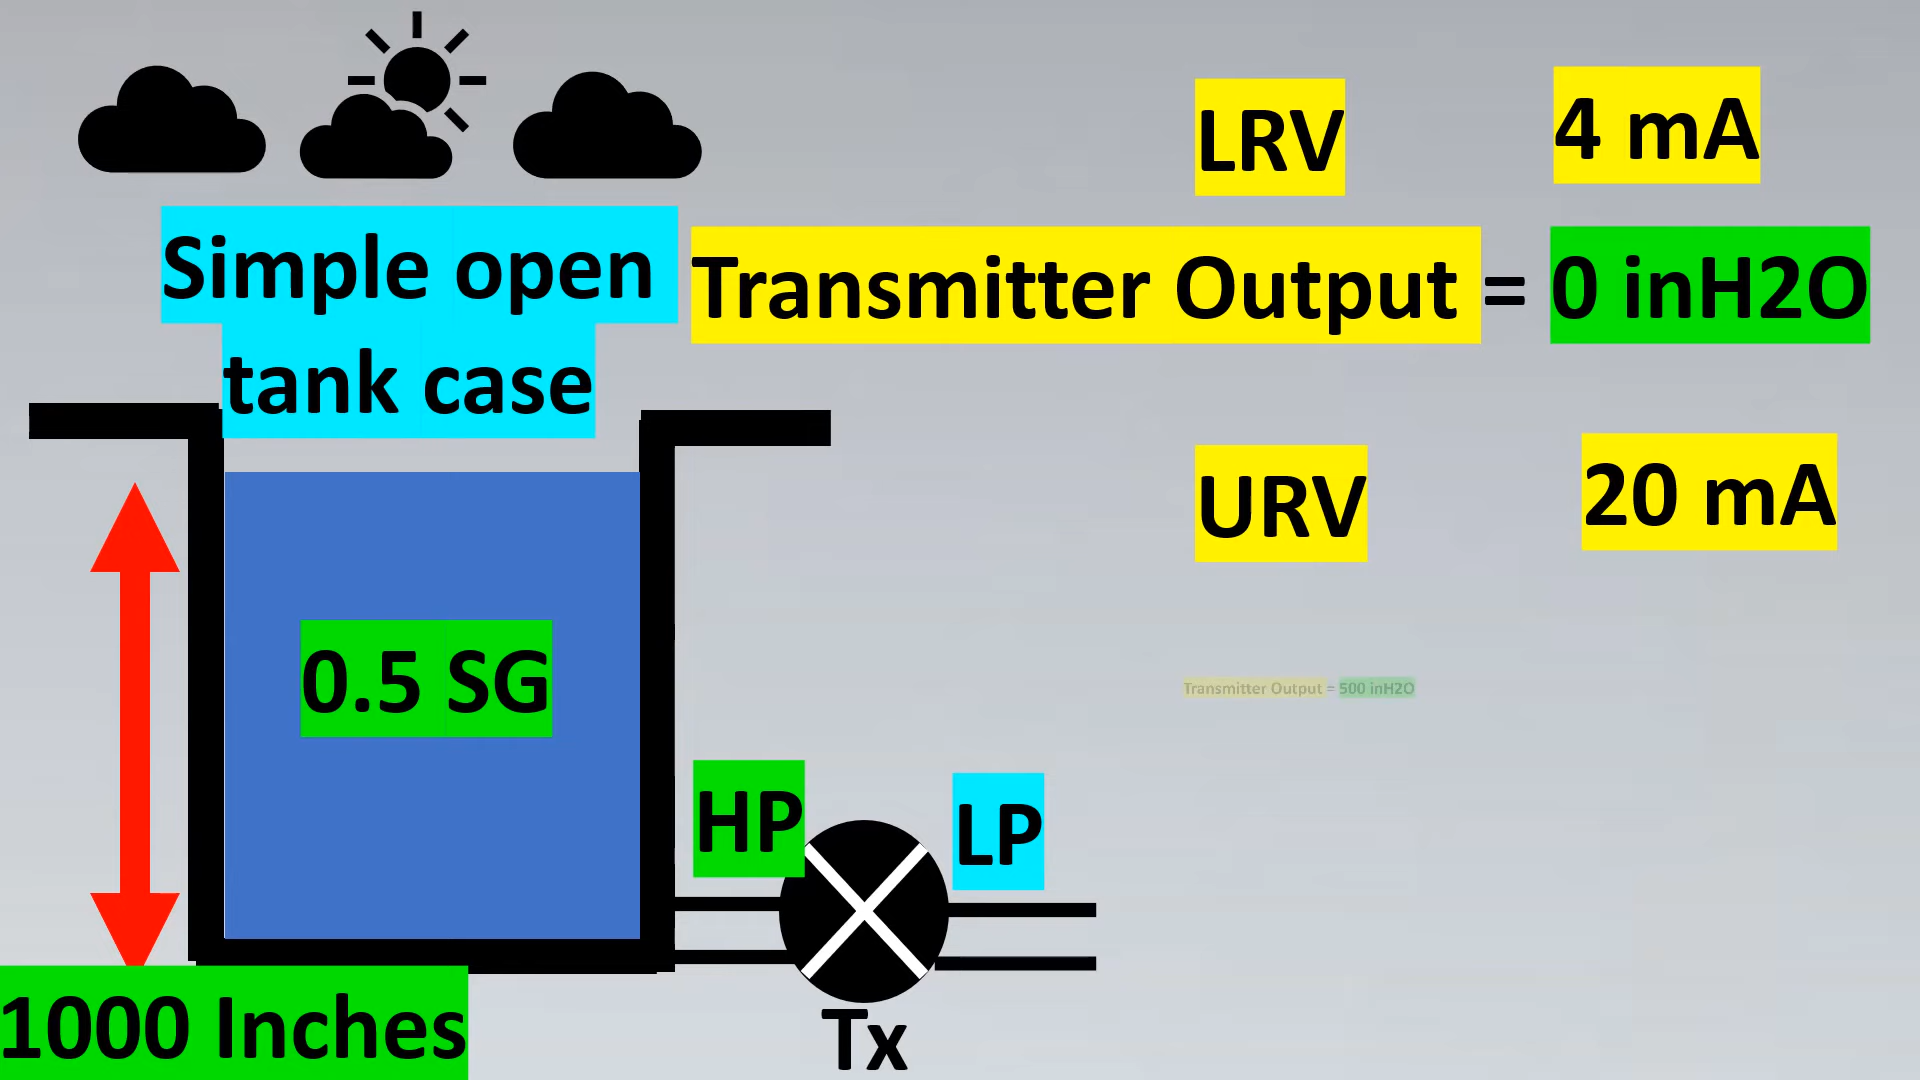 LRV
4 mA
Simple open
tank case
Transmitter Output = 0 inH2O
URV
20 mA
0.5 SG
Transmitter Output = 500 inH2O
HP
LP
1000 Inches
Tx